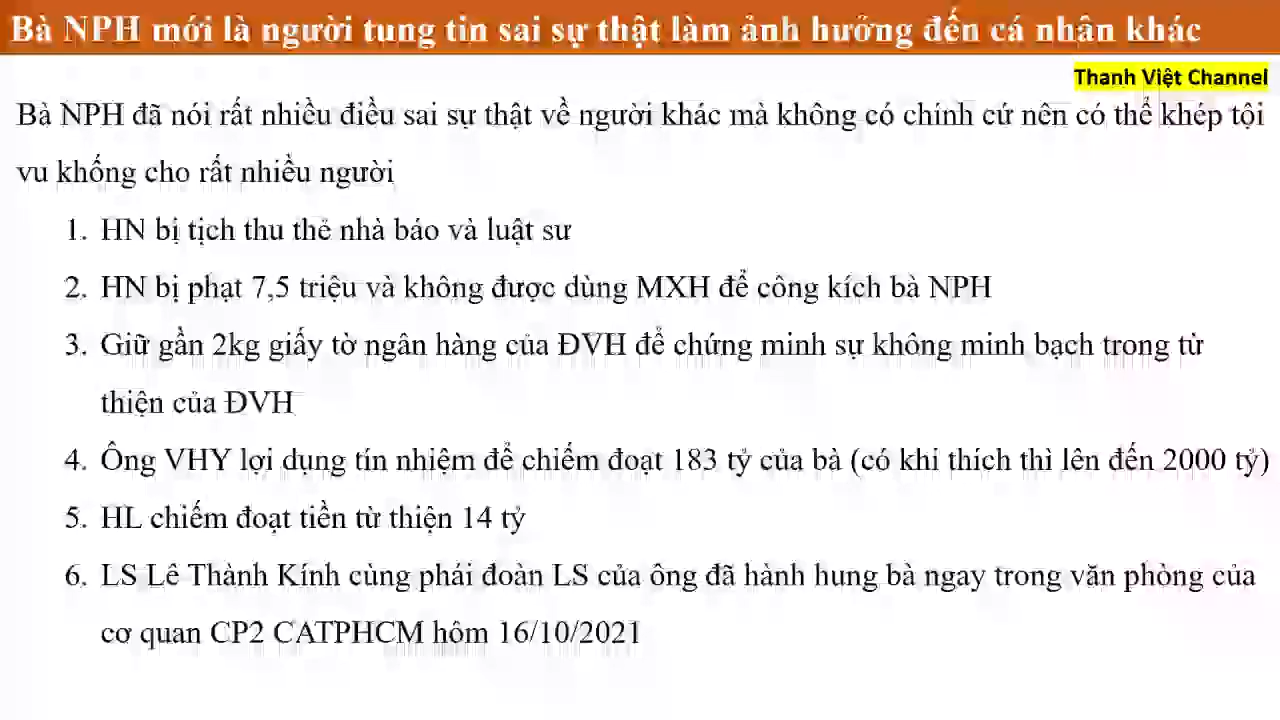 Bà NPH mới là người tung tin sai sự thật làm ảnh hưởng đến cá nhân khác
Thanh Việt Channel
Bà NPH đã nói rất nhiều điều sai sự thật về người khác mà không có chính cứ nên có thể khép tội
vu khống cho rất nhiều người
1. HN bị tịch thu thẻ nhà báo và luật sư
2. HN bị phạt 7,5 triệu và không được dùng MXH để công kích bà NPH
3. Giữ gần 2kg giấy tờ ngân hàng của ĐVH để chứng minh sự không minh bạch trong từ
thiện của ĐVH
4. Ông VHY lợi dụng tín nhiệm để chiếm đoạt 183 tỷ của bà (có khi thích thì lên đến 2000 tỷ)
5. HL chiếm đoạt tiền từ thiện 14 tỷ
6. LS Lê Thành Kính cùng phái đoàn LS của ông đã hành hung bà ngay trong văn phòng của
cơ quan CP2 CATPHCM hôm 16/10/2021